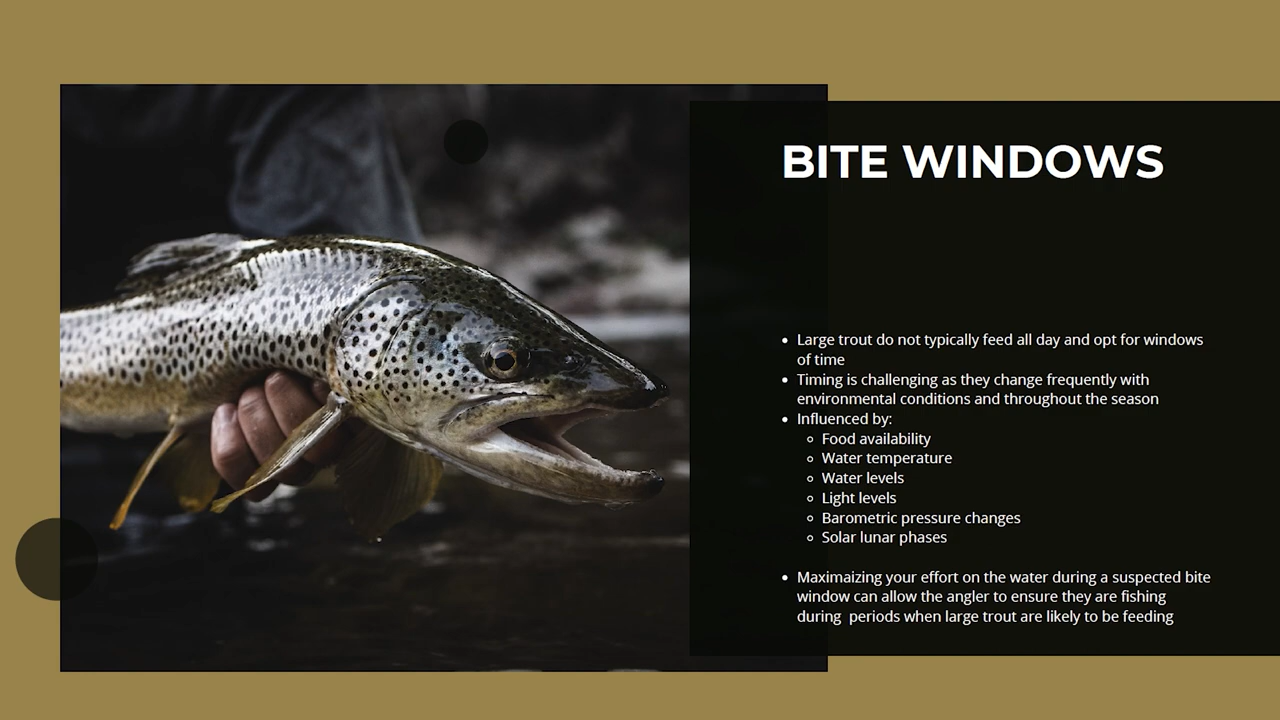 BITE WINDOWS
• Large trout do not typically feed all day and opt for windows
of time
• Timing is challenging as they change frequently with
environmental conditions and throughout the season
• Influenced by:
◦ Food availability
◦ Water temperature
◦ Water levels
◦ Light levels
◦ Barometric pressure changes
◦ Solar lunar phases
• Maximaizing your effort on the water during a suspected bite
window can allow the angler to ensure they are fishing
during  periods when large trout are likely to be feeding